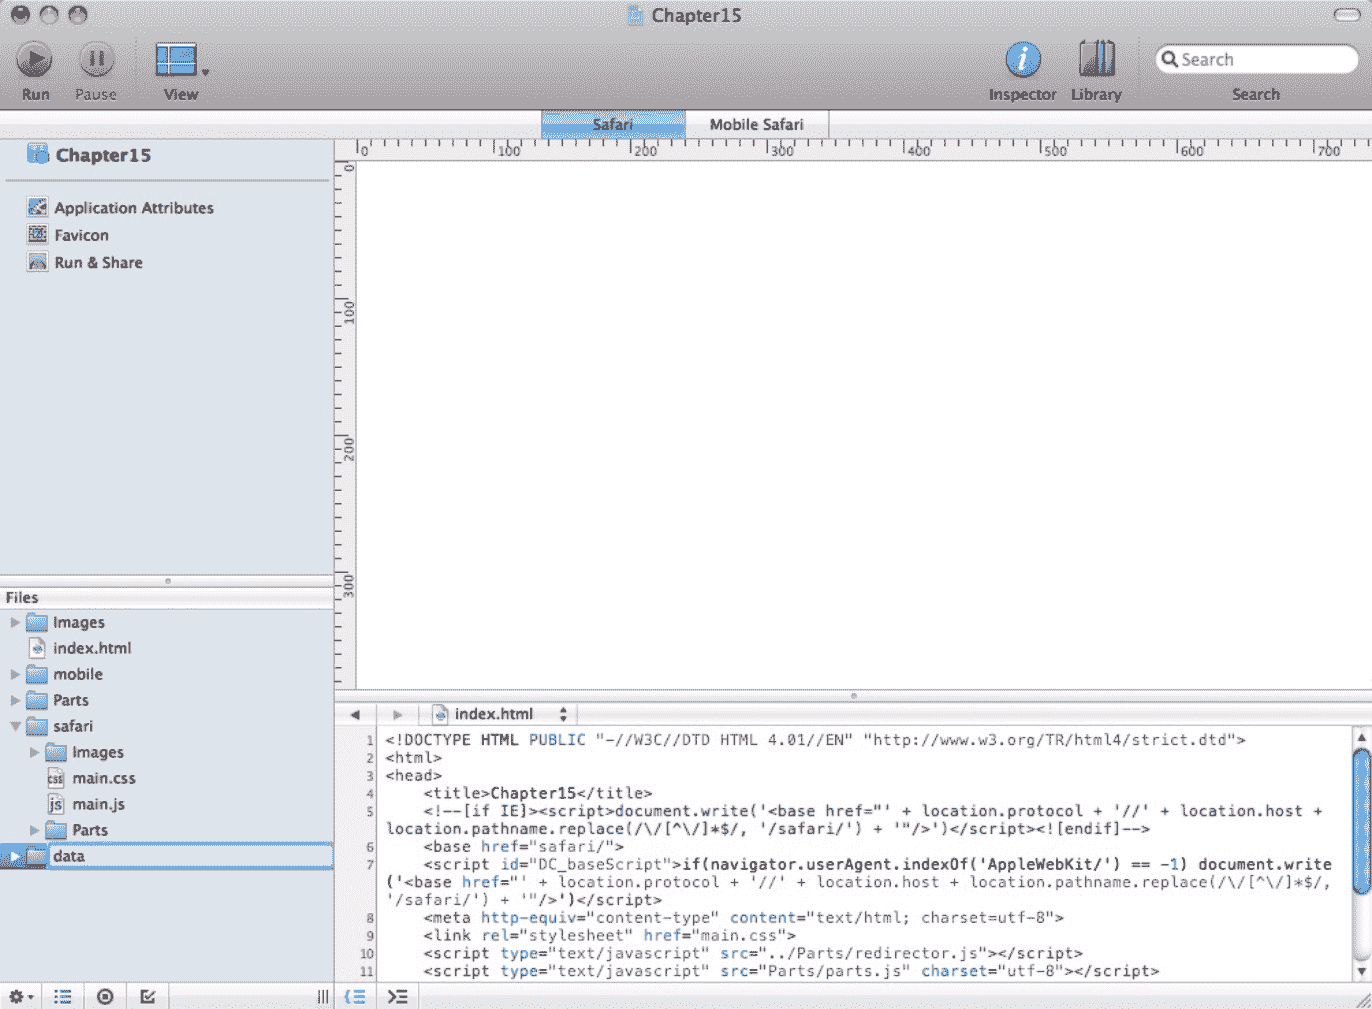 Chapter15
Run
Pause
View
Inspector
Library
Search
Search
Safari
Mobile Safari
Chapter15
Application Attributes
Favicon
Run & Share
0 100 200 300 400 500 600 700
0
100
200
300
Files
Images
index.html
mobile
Parts
safari
Images
css main.css
js main.js
Parts
data
index.html
1 <!DOCTYPE HTML PUBLIC "-//W3C//DTD HTML 4.01//EN" "http://www.w3.org/TR/html4/strict.dtd">
2 <html>
3 <head>
4 <title>Chapter15</title>
5 <!--[if IE]><script>document.write('<base href="' + location.protocol + '//' + location.host +
location.pathname.replace(/\/[^\/]*$/, '/safari/') + '"/>')</script><![endif]-->
6 <base href="safari/">
7 <script id="DC_baseScript">if(navigator.userAgent.indexOf('AppleWebKit/') == -1) document.write
('<base href="' + location.protocol + '//' + location.host + location.pathname.replace(/\/[^\/]*$/,
'/safari/') + '"/>')</script>
8 <meta http-equiv="content-type" content="text/html; charset=utf-8">
9 <link rel="stylesheet" href="main.css">
10 <script type="text/javascript" src="../Parts/redirector.js"></script>
11 <script type="text/javascript" src="Parts/parts.js" charset="utf-8"></script>